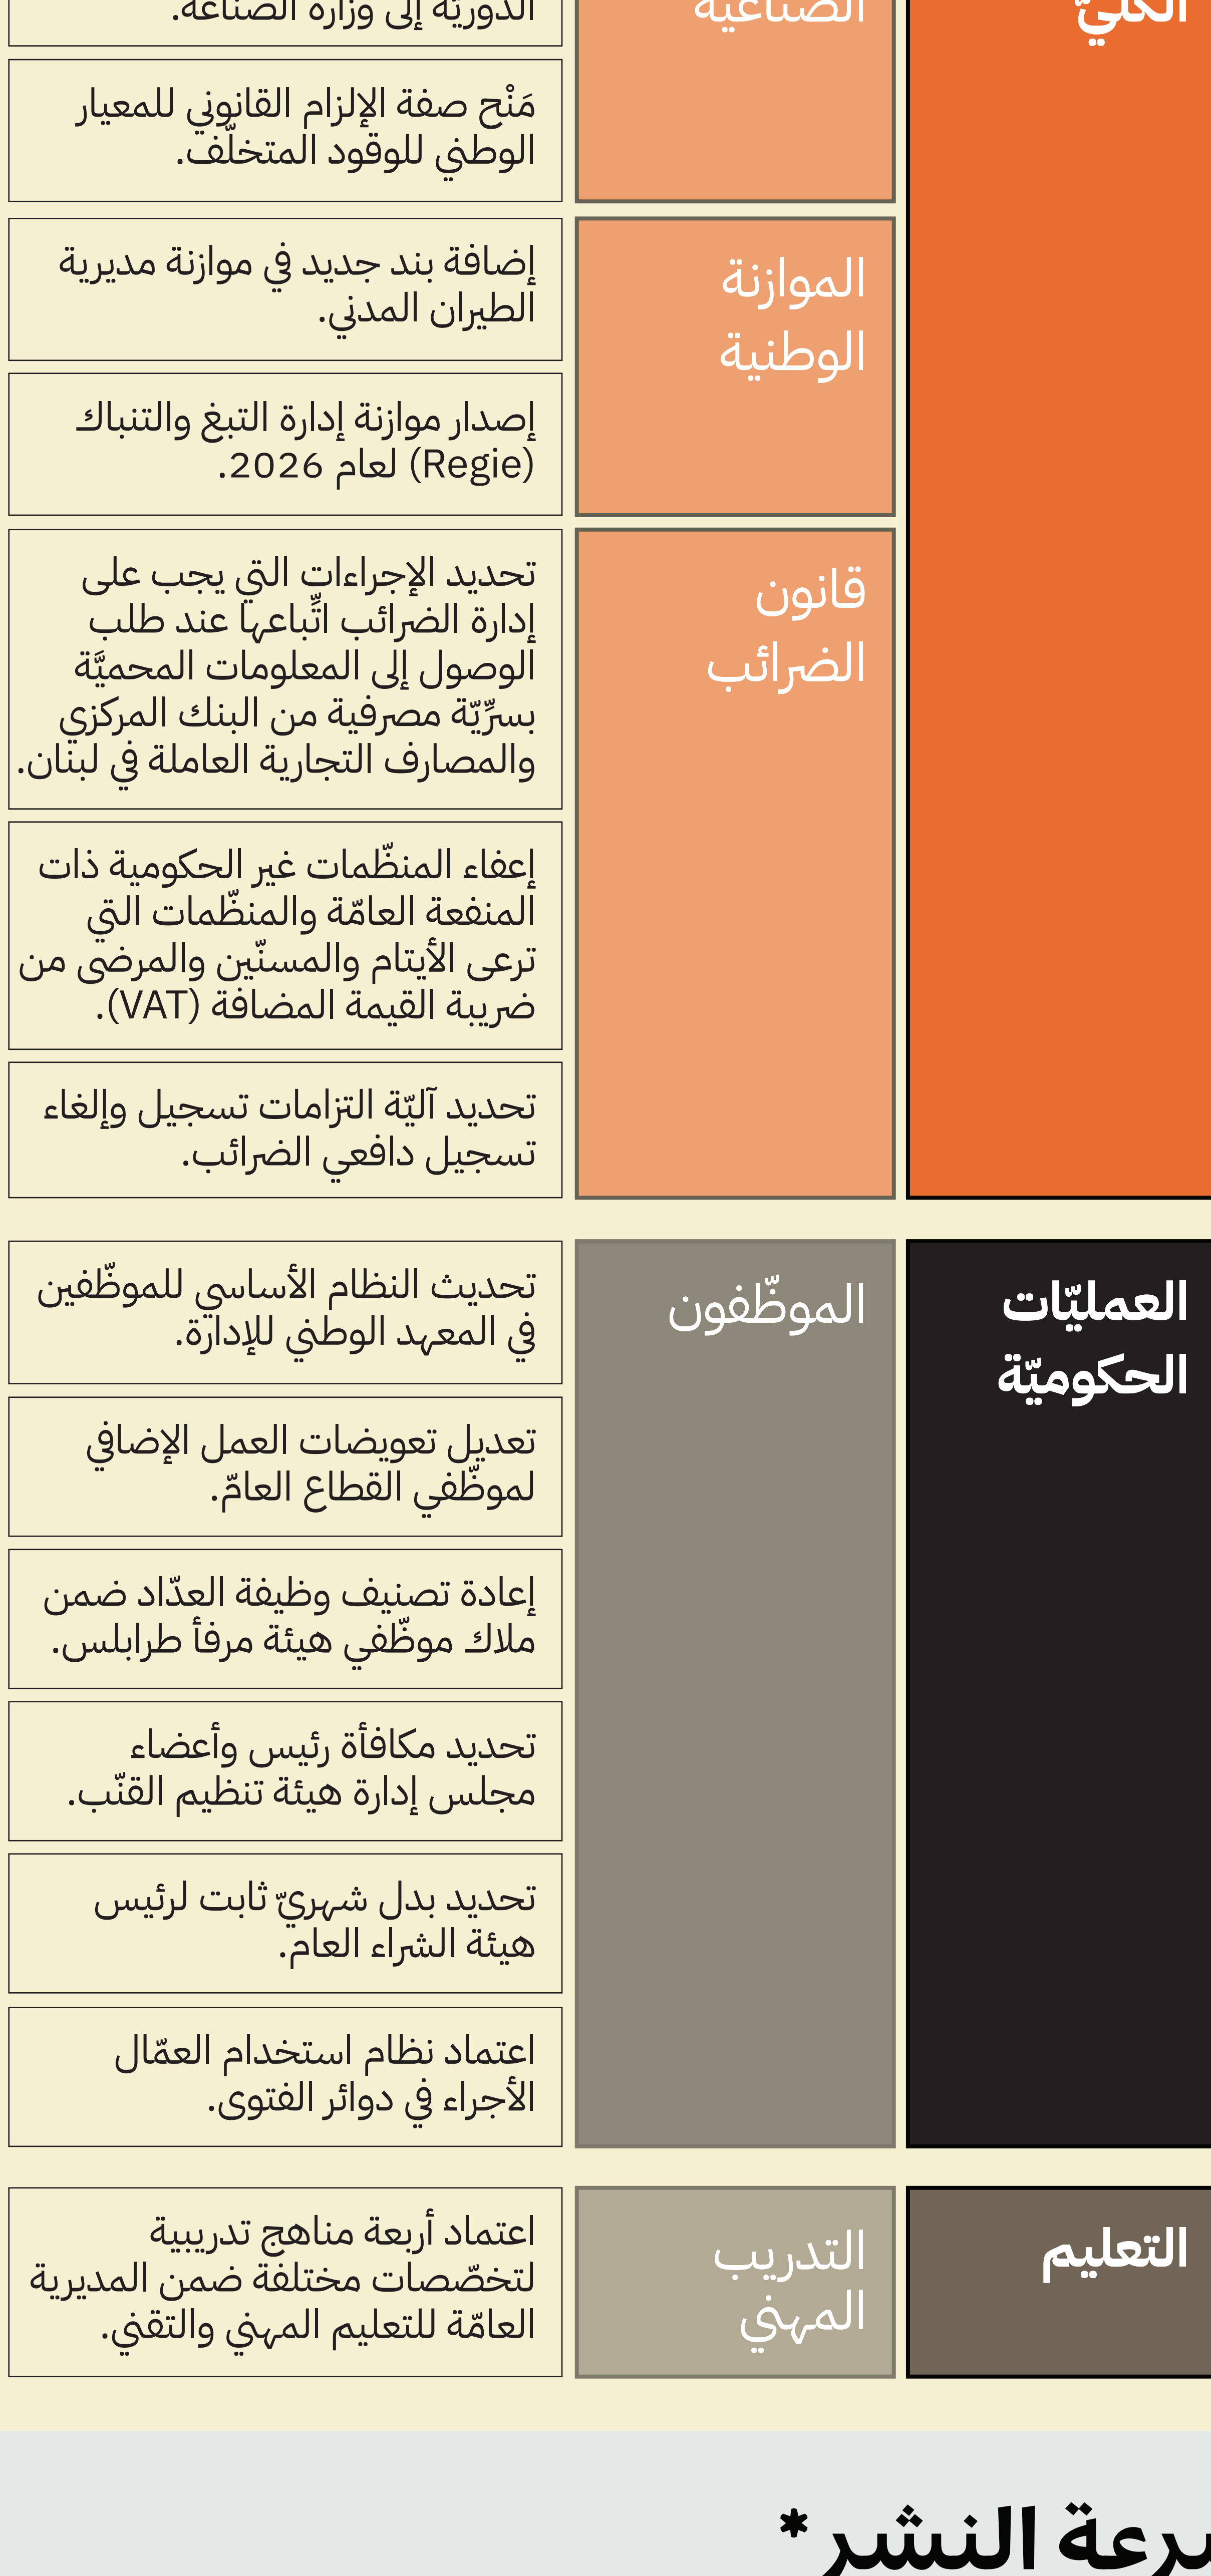 الكليّ
الصناعية
الدوريّة إلى وزارة الصناعة.
مَنْح صفة الإلزام القانوني للمعيار
الوطني للوقود المتخلّف.
الموازنة
الوطنية
إضافة بند جديد في موازنة مديرية
الطيران المدني.
إصدار موازنة إدارة التبغ والتنباك
(Regie) لعام 2026.
قانون
الضرائب
تحديد الإجراءات التي يجب على
إدارة الضرائب اتِّباعها عند طلب
الوصول إلى المعلومات المحميَّة
بسرِّيّة مصرفية من البنك المركزي
والمصارف التجارية العاملة في لبنان.
إعفاء المنظّمات غير الحكومية ذات
المنفعة العامّة والمنظّمات التي
ترعى الأيتام والمسنّين والمرضى من
ضريبة القيمة المضافة (VAT).
تحديد آليّة التزامات تسجيل وإلغاء
تسجيل دافعي الضرائب.
العمليّات
الحكوميّة
الموظّفون
تحديث النظام الأساسي للموظّفين
في المعهد الوطني للإدارة.
تعديل تعويضات العمل الإضافي
لموظّفي القطاع العامّ.
إعادة تصنيف وظيفة العدّاد ضمن
ملاك موظّفي هيئة مرفأ طرابلس.
تحديد مكافأة رئيس وأعضاء
مجلس إدارة هيئة تنظيم القنّب.
تحديد بدل شهريّ ثابت لرئيس
هيئة الشراء العام.
اعتماد نظام استخدام العمّال
الأجراء في دوائر الفتوى.
التعليم
التدريب
المهني
اعتماد أربعة مناهج تدريبية
لتخصّصات مختلفة ضمن المديرية
العامّة للتعليم المهني والتقني.
سرعة النشر*